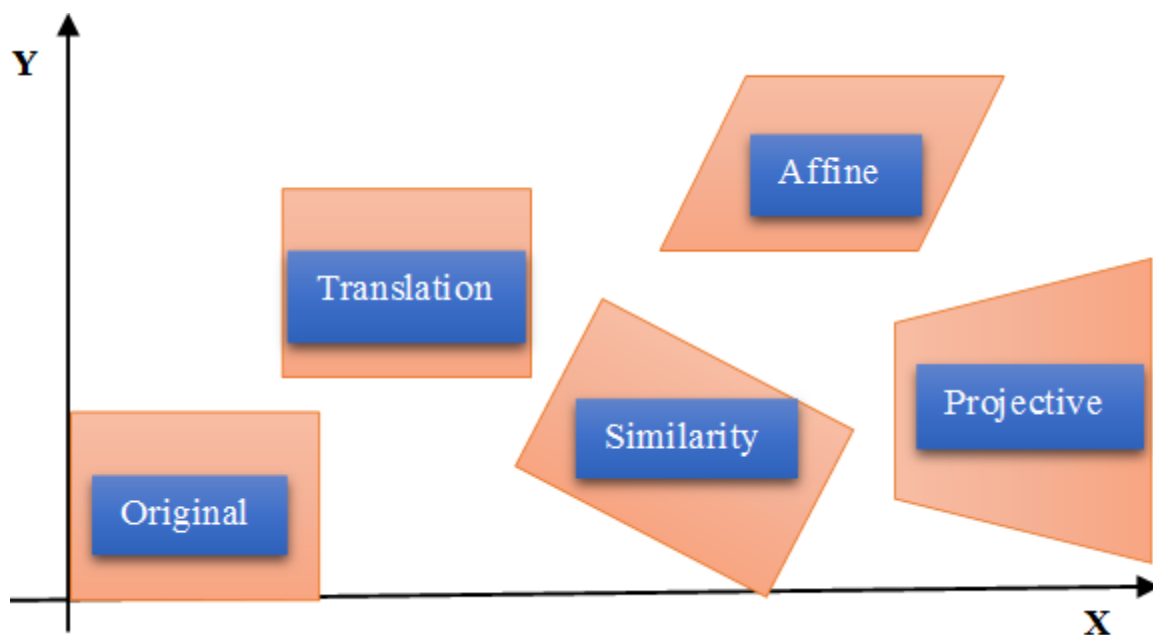 Y
Affine
Translation
Projective
Similarity
Original
X